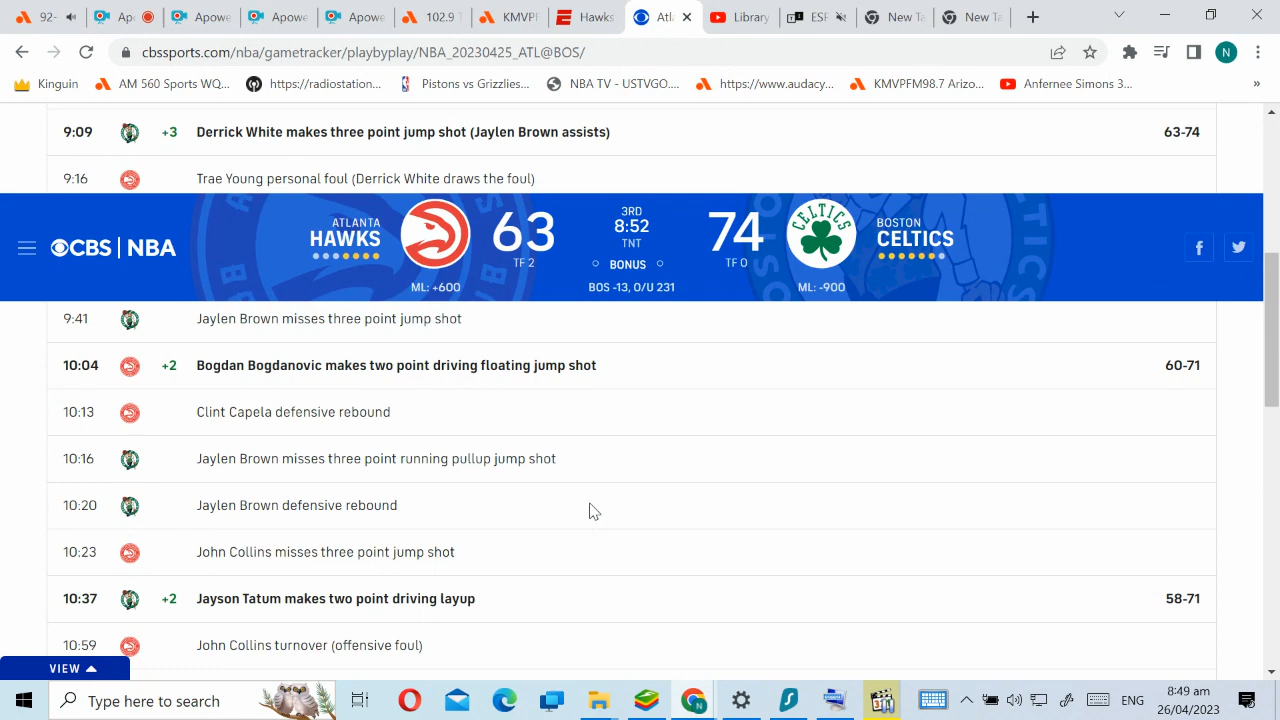 92-
Apowe
Apowe
Apowe
102.9 T
KMVPF
Hawks
Atla
Library
ESP
New Ta
New Ta
cbssports.com/nba/gametracker/playbyplay/NBA_20230425_ATL@BOS/
N
Kinguin
AM 560 Sports WQ...
https://radiostation...
Pistons vs Grizzlies...
NBA TV - USTVGO....
https://www.audacy...
KMVPFM98.7 Arizo...
Anfernee Simons 3...
»
9:09 +3 Derrick White makes three point jump shot (Jaylen Brown assists) 63-74
9:16 Trae Young personal foul (Derrick White draws the foul)
CBS | NBA
ATLANTA
HAWKS
ML: +600
63
TF 2
3RD
8:52
TNT
BONUS
BOS -13, O/U 231
74
TF 0
CELTICS
BOSTON
CELTICS
ML: -900
9:41 Jaylen Brown misses three point jump shot
10:04 +2 Bogdan Bogdanovic makes two point driving floating jump shot 60-71
10:13 Clint Capela defensive rebound
10:16 Jaylen Brown misses three point running pullup jump shot
10:20 Jaylen Brown defensive rebound
10:23 John Collins misses three point jump shot
10:37 +2 Jayson Tatum makes two point driving layup 58-71
10:59 John Collins turnover (offensive foul)
VIEW
Type here to search
ENG
8:49 am
26/04/2023